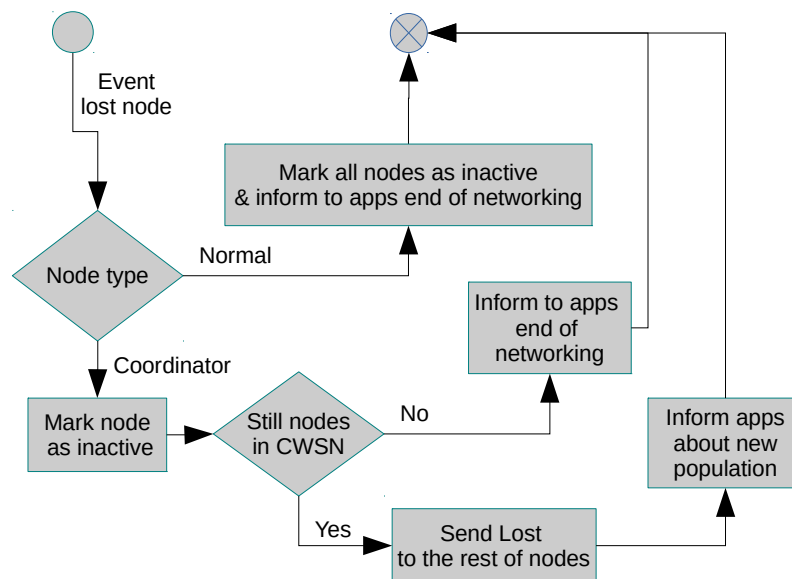 Event
lost node
Mark all nodes as inactive
& inform to apps end of networking
Node type
Normal
Inform to apps
end of
networking
Coordinator
Mark node
as inactive
Still nodes
in CWSN
No
Inform apps
about new
population
Yes
Send Lost
to the rest of nodes